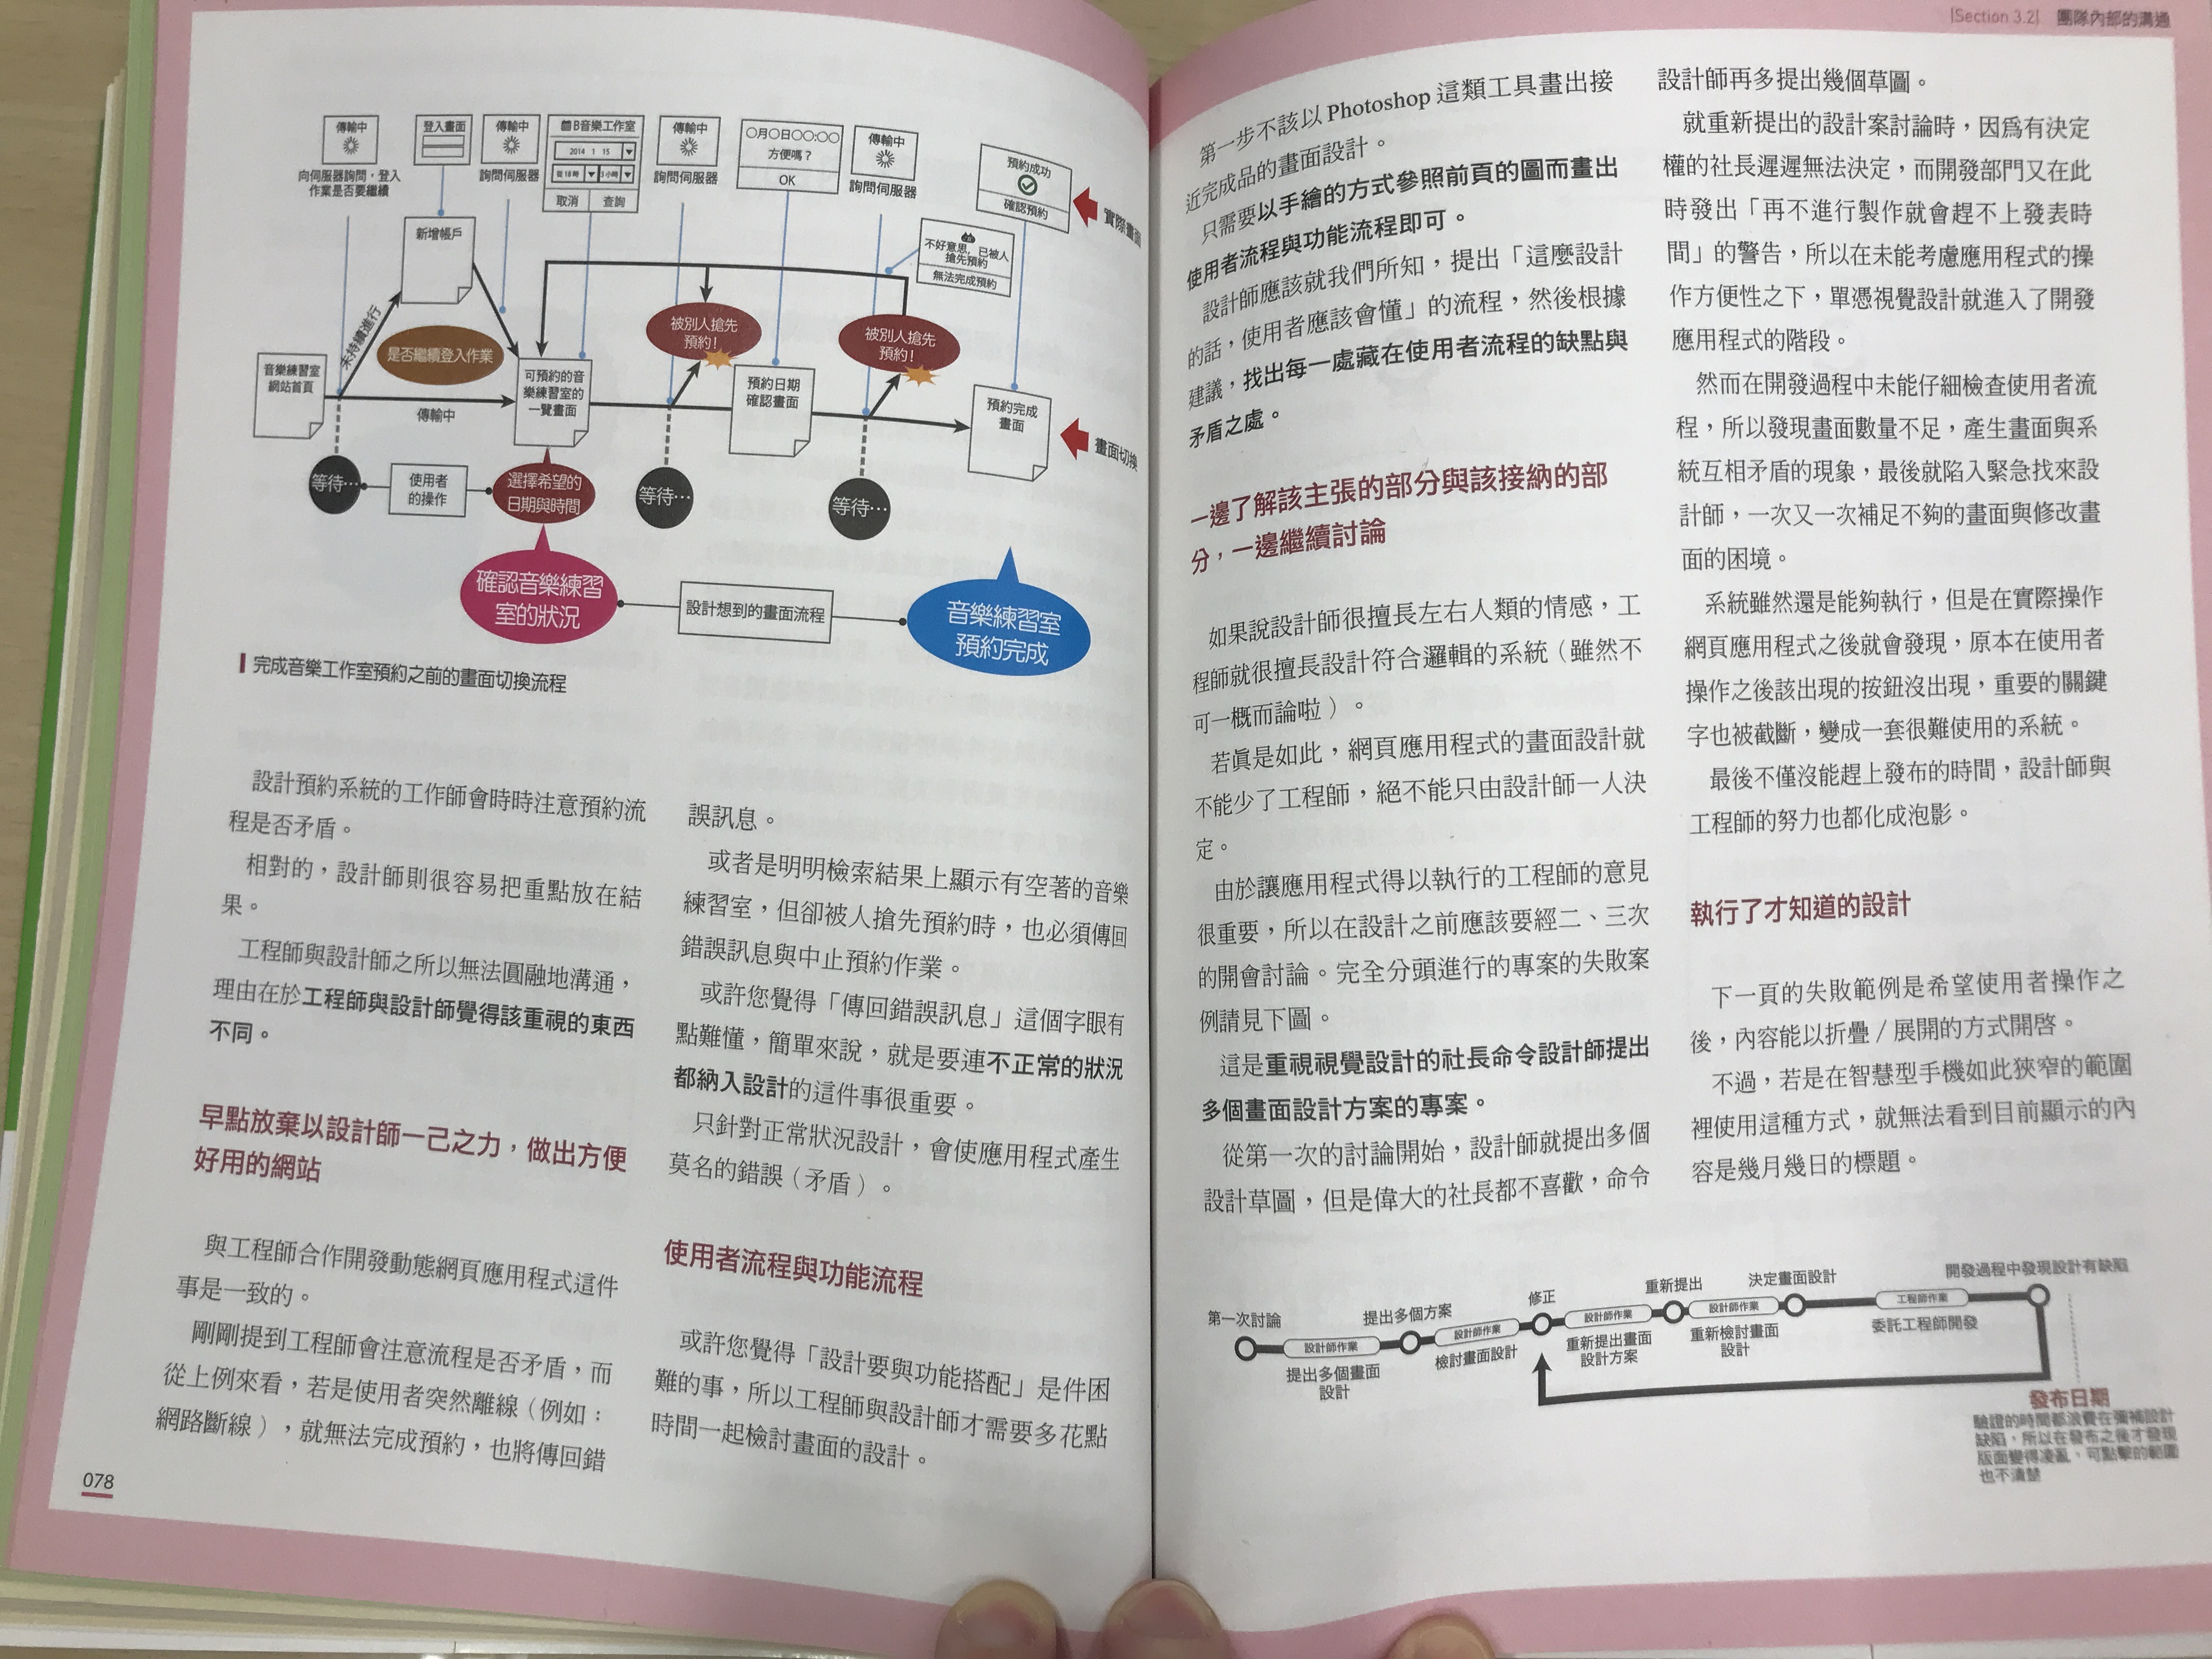 |Section 3.2| 團隊內部的溝通
傳輸中
向伺服器詢問，登入
作業是否要繼續
登入畫面
傳輸中
詢問伺服器
B音樂工作室
2014 1 15
從18時
3小時
取消 查詢
傳輸中
詢問伺服器
○月○日○○:○○
方便嗎？
OK
傳輸中
詢問伺服器
預約成功
確認預約
實際畫面
不好意思，已被人
搶先預約
無法完成預約
新增帳戶
未持續進行
是否繼續登入作業
被別人搶先
預約！
被別人搶先
預約！
音樂練習室
網站首頁
傳輸中
可預約的音
樂練習室的
一覽畫面
預約日期
確認畫面
預約完成
畫面
畫面切換
等待…
使用者
的操作
選擇希望的
日期與時間
等待…
等待…
確認音樂練習
室的狀況
設計想到的畫面流程
音樂練習室
預約完成
完成音樂工作室預約之前的畫面切換流程
設計預約系統的工作師會時時注意預約流
程是否矛盾。
相對的，設計師則很容易把重點放在結
果。
工程師與設計師之所以無法圓融地溝通，
理由在於工程師與設計師覺得該重視的東西
不同。
早點放棄以設計師一己之力，做出方便
好用的網站
與工程師合作開發動態網頁應用程式這件
事是一致的。
剛剛提到工程師會注意流程是否矛盾，而
從上例來看，若是使用者突然離線（例如：
網路斷線），就無法完成預約，也將傳回錯
078
誤訊息。
或者是明明檢索結果上顯示有空著的音樂
練習室，但卻被人搶先預約時，也必須傳回
錯誤訊息與中止預約作業。
或許您覺得「傳回錯誤訊息」這個字眼有
點難懂，簡單來說，就是要連不正常的狀況
都納入設計的這件事很重要。
只針對正常狀況設計，會使應用程式產生
莫名的錯誤（矛盾）。
使用者流程與功能流程
或許您覺得「設計要與功能搭配」是件困
難的事，所以工程師與設計師才需要多花點
時間一起檢討畫面的設計。
第一步不該以 Photoshop 這類工具畫出接
近完成品的畫面設計。
只需要以手繪的方式參照前頁的圖而畫出
使用者流程與功能流程即可。
設計師應該就我們所知，提出「這麼設計
的話，使用者應該會懂」的流程，然後根據
建議，找出每一處藏在使用者流程的缺點與
矛盾之處。
一邊了解該主張的部分與該接納的部
分，一邊繼續討論
如果說設計師很擅長左右人類的情感，工
程師就很擅長設計符合邏輯的系統（雖然不
可一概而論啦）。
若真是如此，網頁應用程式的畫面設計就
不能少了工程師，絕不能只由設計師一人決
定。
由於讓應用程式得以執行的工程師的意見
很重要，所以在設計之前應該要經二、三次
的開會討論。完全分頭進行的專案的失敗案
例請見下圖。
這是重視視覺設計的社長命令設計師提出
多個畫面設計方案的專案。
從第一次的討論開始，設計師就提出多個
設計草圖，但是偉大的社長都不喜歡，命令
設計師再多提出幾個草圖。
就重新提出的設計案討論時，因為有決定
權的社長遲遲無法決定，而開發部門又在此
時發出「再不進行製作就會趕不上發表時
間」的警告，所以在未能考慮應用程式的操
作方便性之下，單憑視覺設計就進入了開發
應用程式的階段。
然而在開發過程中未能仔細檢查使用者流
程，所以發現畫面數量不足，產生畫面與系
統互相矛盾的現象，最後就陷入緊急找來設
計師，一次又一次補足不夠的畫面與修改畫
面的困境。
系統雖然還是能夠執行，但是在實際操作
網頁應用程式之後就會發現，原本在使用者
操作之後該出現的按鈕沒出現，重要的關鍵
字也被截斷，變成一套很難使用的系統。
最後不僅沒能趕上發布的時間，設計師與
工程師的努力也都化成泡影。
執行了才知道的設計
下一頁的失敗範例是希望使用者操作之
後，內容能以折疊／展開的方式開啓。
不過，若是在智慧型手機如此狹窄的範圍
裡使用這種方式，就無法看到目前顯示的內
容是幾月幾日的標題。
第一次討論
設計師作業
提出多個畫面
設計
提出多個方案
設計師作業
檢討畫面設計
修正
設計師作業
重新提出畫面
設計方案
重新提出
設計師作業
重新檢討畫面
設計
決定畫面設計
工程師作業
委託工程師開發
開發過程中發現設計有缺陷
發布日期
驗證的時間都浪費在彌補設計
缺陷，所以在發布之後才發現
版面變得凌亂，可點擊的範圍
也不清楚